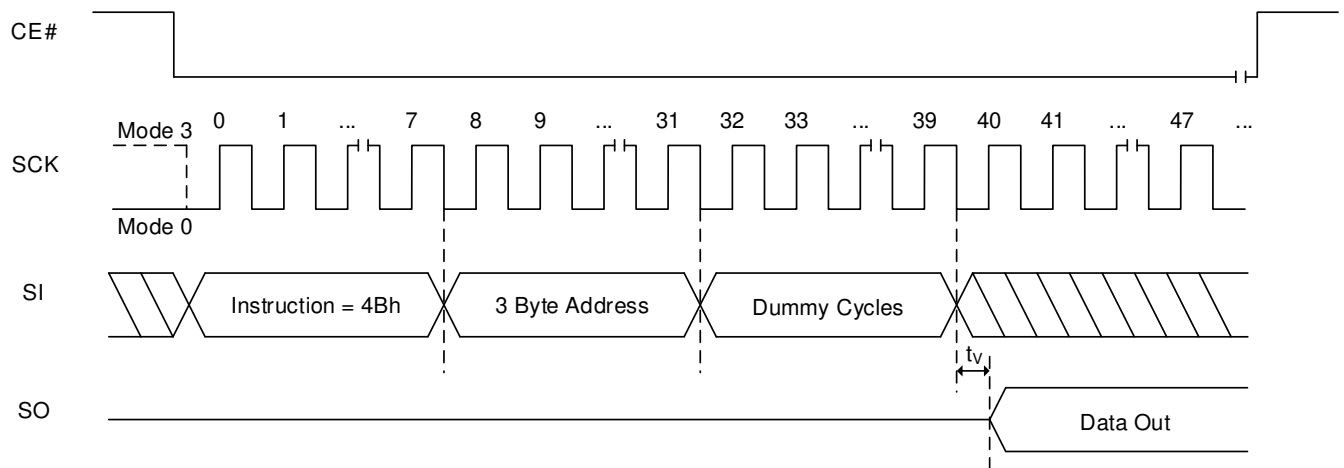 CE#
Mode 3 0 1 ... 7 8 9 ... 31 32 33 ... 39 40 41 ... 47 ...
SCK
Mode 0
SI Instruction = 4Bh 3 Byte Address Dummy Cycles
tV
SO Data Out